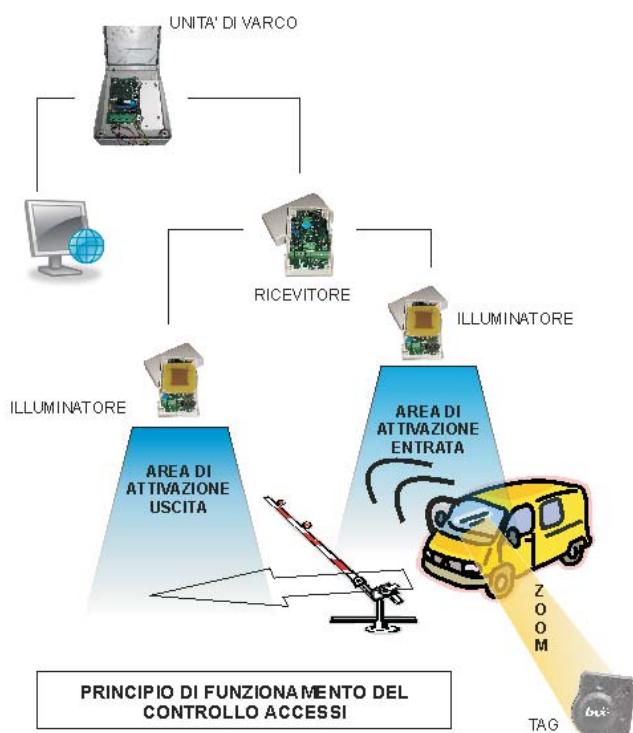 UNITA' DI VARCO
RICEVITORE
ILLUMINATORE
ILLUMINATORE
AREA DI
ATTIVAZIONE
ENTRATA
AREA DI
ATTIVAZIONE
USCITA
ZOOM
PRINCIPIO DI FUNZIONAMENTO DEL
CONTROLLO ACCESSI
TAG